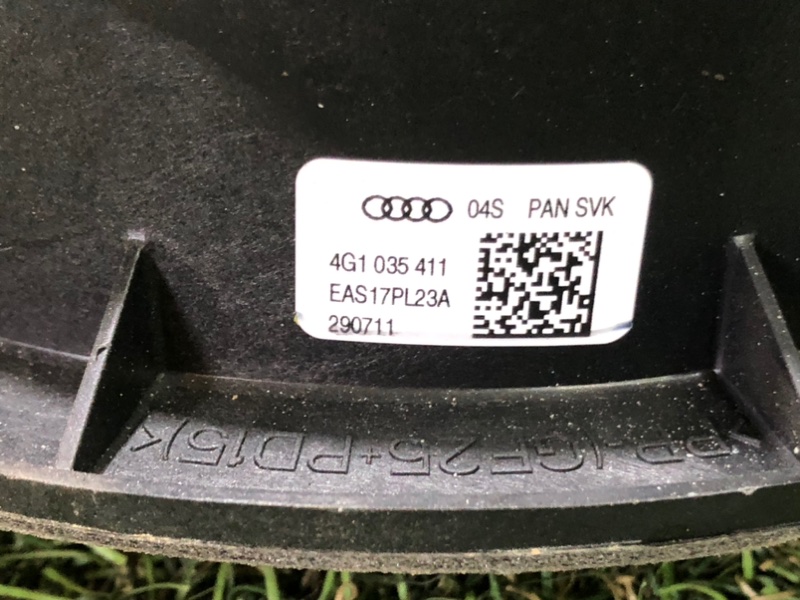 04S PAN SVK
4G1 035 411
EAS17PL23A
290711
>PP-(GF25+PD15)<